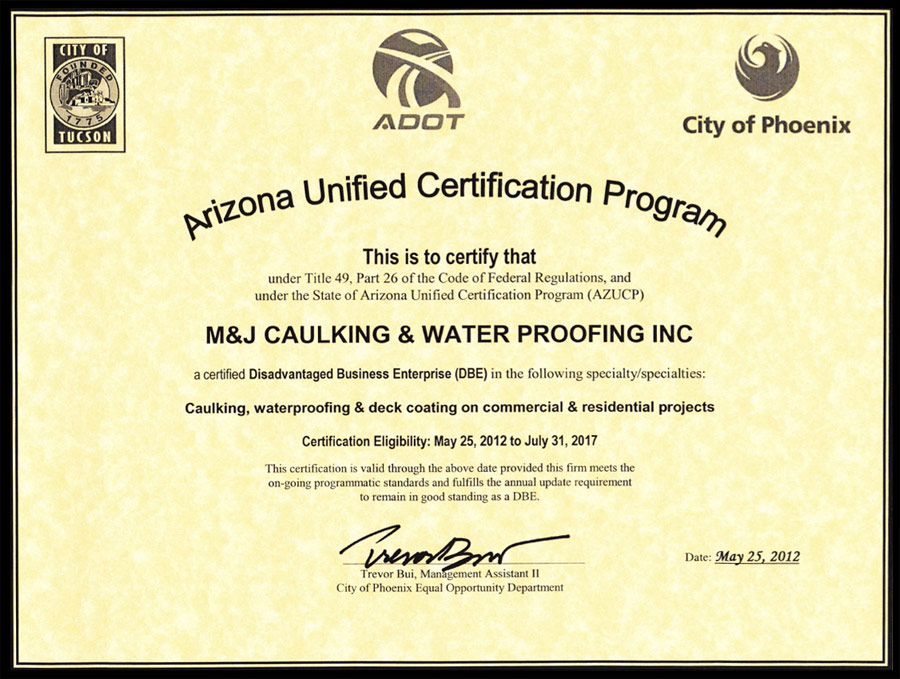 CITY OF
FOUNDED
1775
TUCSON
ADOT
City of Phoenix
Arizona Unified Certification Program
This is to certify that
under Title 49, Part 26 of the Code of Federal Regulations, and
under the State of Arizona Unified Certification Program (AZUCP)
M&J CAULKING & WATER PROOFING INC
a certified Disadvantaged Business Enterprise (DBE) in the following specialty/specialties:
Caulking, waterproofing & deck coating on commercial & residential projects
Certification Eligibility: May 25, 2012 to July 31, 2017
This certification is valid through the above date provided this firm meets the
on-going programmatic standards and fulfills the annual update requirement
to remain in good standing as a DBE.
Trevor Bui
Trevor Bui, Management Assistant II
City of Phoenix Equal Opportunity Department
Date: May 25, 2012